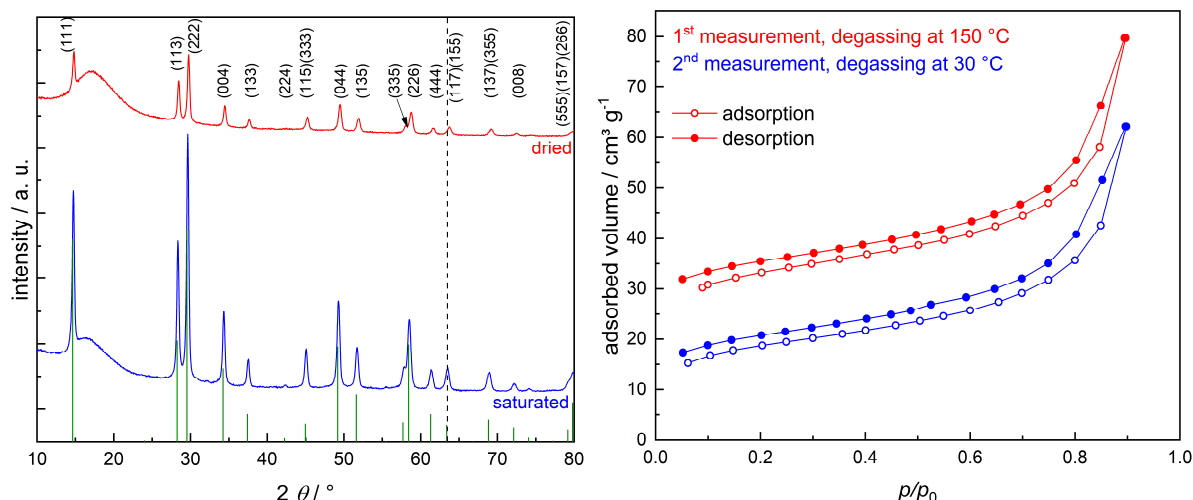 (111)
(113)
(222)
(004)
(133)
(224)
(115)(333)
(044)
(135)
(335)
(226)
(444)
(117)(155)
(137)(355)
(008)
(555)(157)(266)
dried
saturated
intensity / a. u.
10 20 30 40 50 60 70 80
2 θ / °
1st measurement, degassing at 150 °C
2nd measurement, degassing at 30 °C
adsorption
desorption
adsorbed volume / cm³ g-1
80
70
60
50
40
30
20
10
0
0.0 0.2 0.4 0.6 0.8 1.0
p/p0